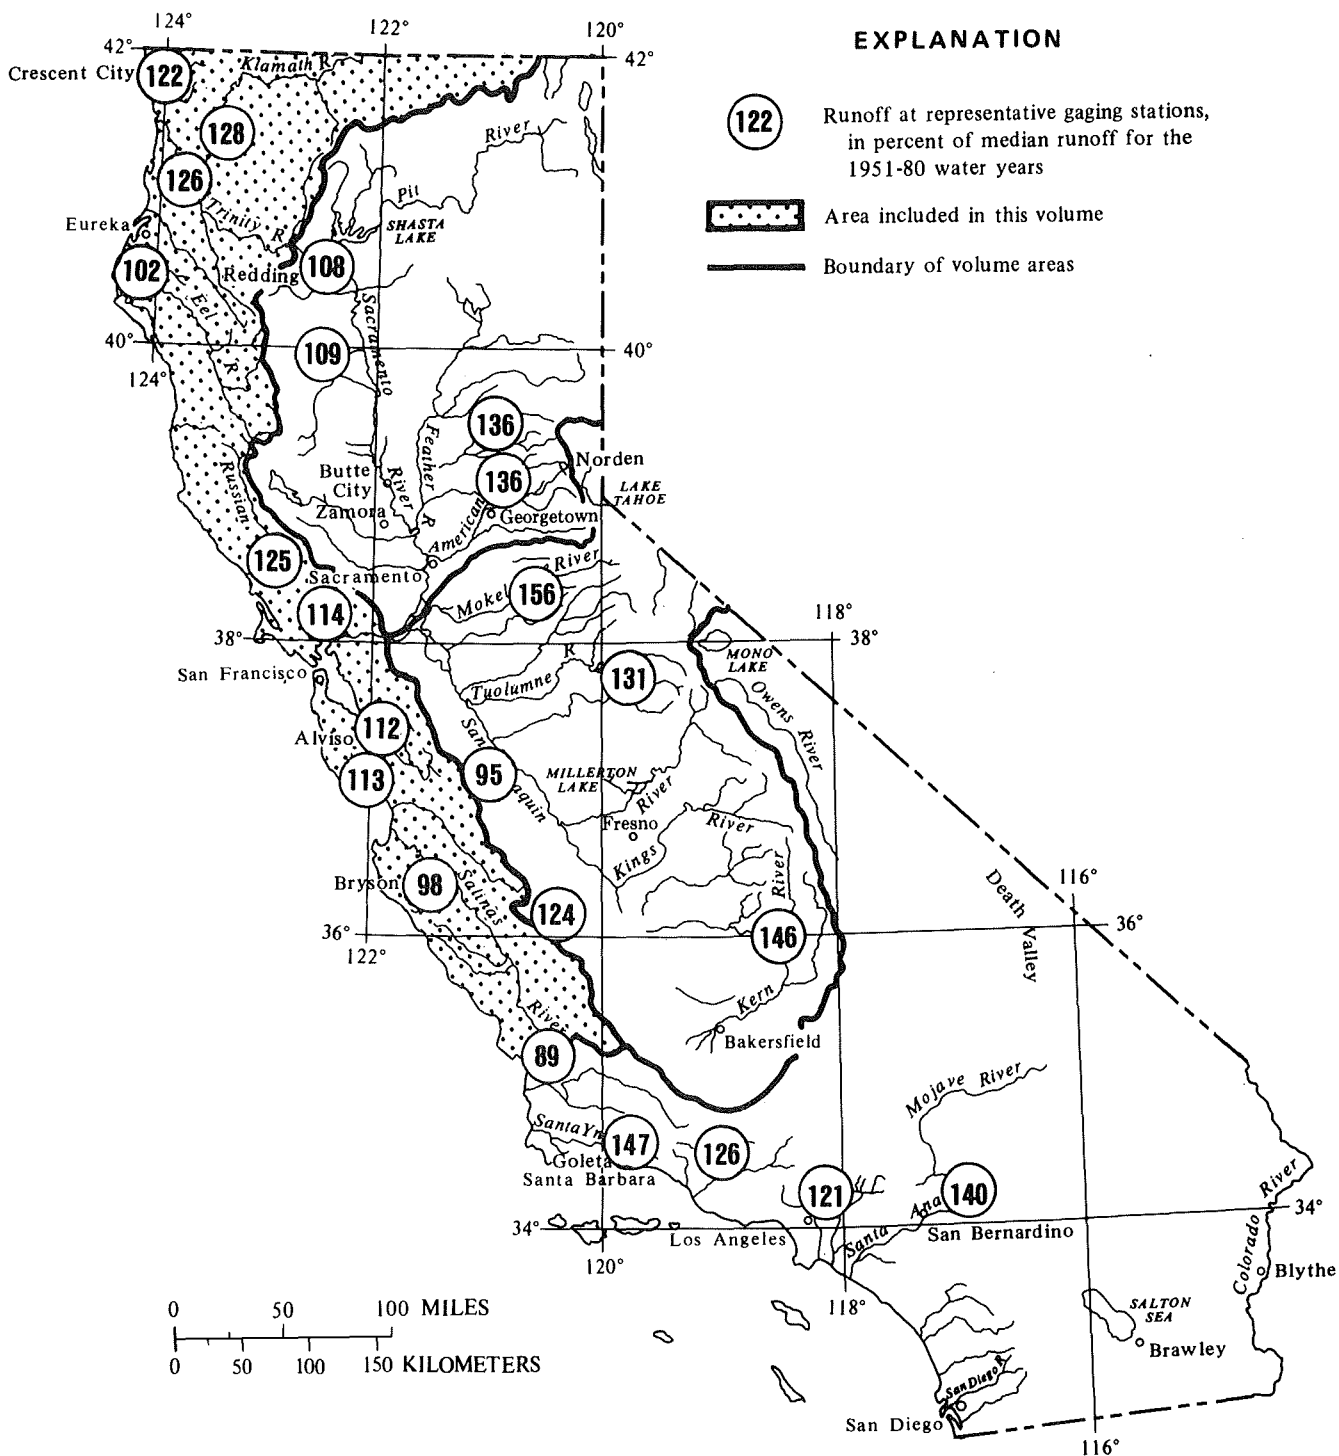 124°
122°
120°
42°
42°
EXPLANATION
Crescent City
122
Klamath R
122
Runoff at representative gaging stations,
in percent of median runoff for the
1951-80 water years
128
River
126
Pit
Trinity R
SHASTA
LAKE
Area included in this volume
Eureka
102
Redding
108
Boundary of volume areas
Eel
R
Sacramento
River
40°
109
40°
124°
136
Feather
R
Norden
Butte
City
136
LAKE
TAHOE
Russian
Zamora
American
Georgetown
125
Sacramento
River
Mokel
156
114
118°
38°
38°
MONO
LAKE
San Francisco
R
131
Tuolumne
Owens
River
Alviso
112
San
113
95
aquin
MILLERTON
LAKE
River
Fresno
River
Kings
Bryson
98
Salinas
River
River
116°
Death
Valley
124
146
36°
36°
122°
Kern
Bakersfield
89
Mojave River
Santa Yn
147
126
Goleta
Santa Barbara
121
140
River
34°
34°
Los Angeles
Santa
Ana
San Bernardino
Colorado
Blythe
120°
118°
SALTON
SEA
Brawley
0 50 100 MILES
0 50 100 150 KILOMETERS
San Diego R
San Diego
116°